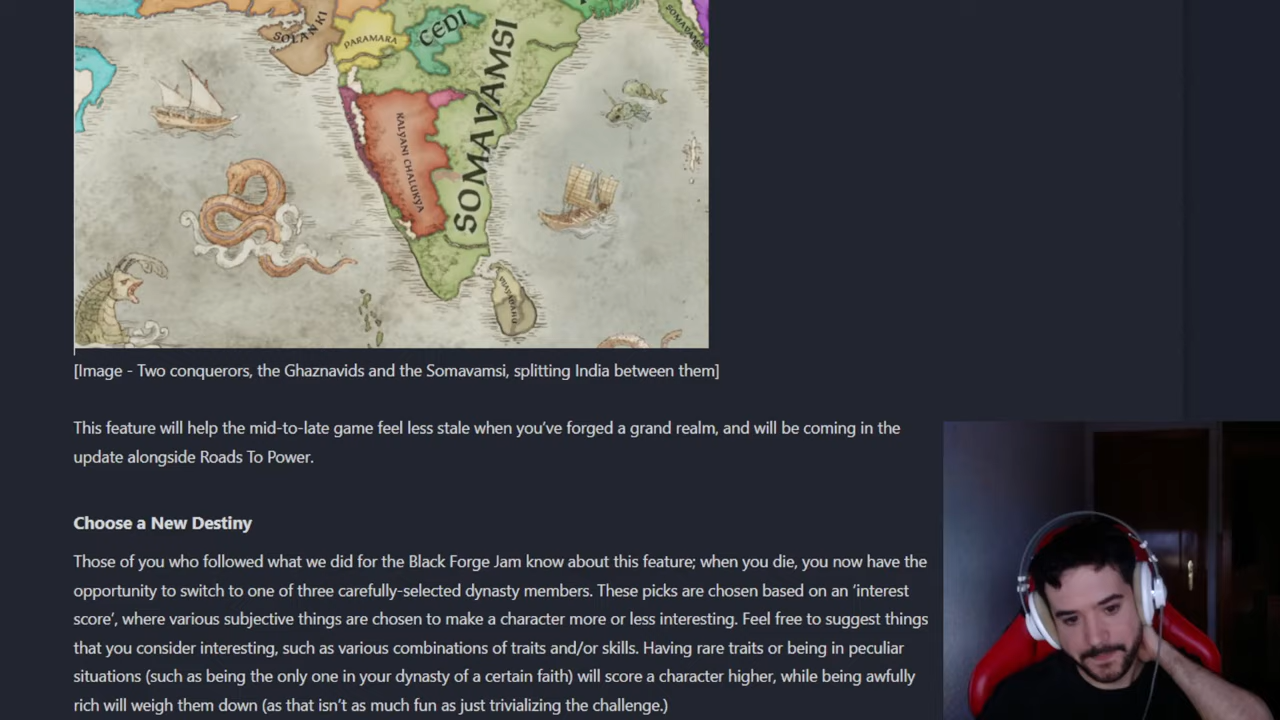 SOLANKI
PARAMARA
CEDI
SOMAVAMSI
KALYANI CHALUKYA
[Image - Two conquerors, the Ghaznavids and the Somavamsi, splitting India between them]
This feature will help the mid-to-late game feel less stale when you’ve forged a grand realm, and will be coming in the
update alongside Roads To Power.
Choose a New Destiny
Those of you who followed what we did for the Black Forge Jam know about this feature; when you die, you now have the
opportunity to switch to one of three carefully-selected dynasty members. These picks are chosen based on an ‘interest
score’, where various subjective things are chosen to make a character more or less interesting. Feel free to suggest things
that you consider interesting, such as various combinations of traits and/or skills. Having rare traits or being in peculiar
situations (such as being the only one in your dynasty of a certain faith) will score a character higher, while being awfully
rich will weigh them down (as that isn’t as much fun as just trivializing the challenge.)